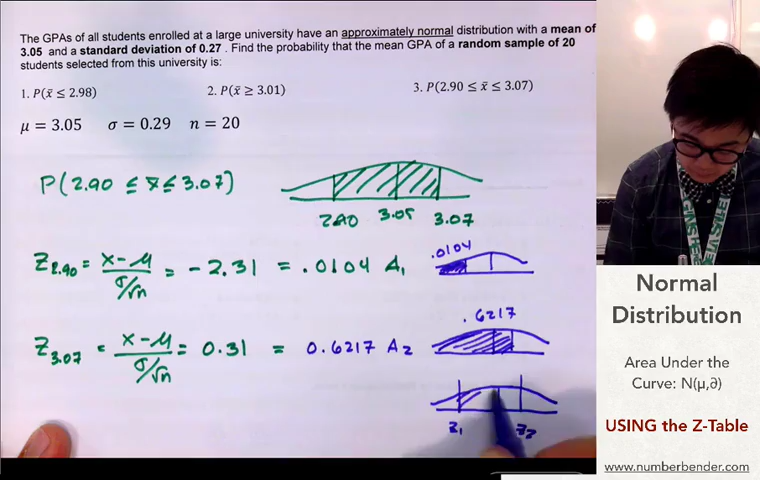 The GPAs of all students enrolled at a large university have an approximately normal distribution with a mean of
3.05 and a standard deviation of 0.27 . Find the probability that the mean GPA of a random sample of 20
students selected from this university is:
1. P(x̄ ≤ 2.98) 2. P(x̄ ≥ 3.01) 3. P(2.90 ≤ x̄ ≤ 3.07)
μ = 3.05 σ = 0.29 n = 20
P(2.90 ≤ x̄ ≤ 3.07)
2.90 3.05 3.07
Z2.90 = x-μ / σ/√n = -2.31 = .0104 A1
.0104
Z3.07 = x-μ / σ/√n = 0.31 = 0.6217 A2
.6217
Z1 Z2
Normal
Distribution
Area Under the
Curve: N(μ,∂)
USING the Z-Table
www.numberbender.com